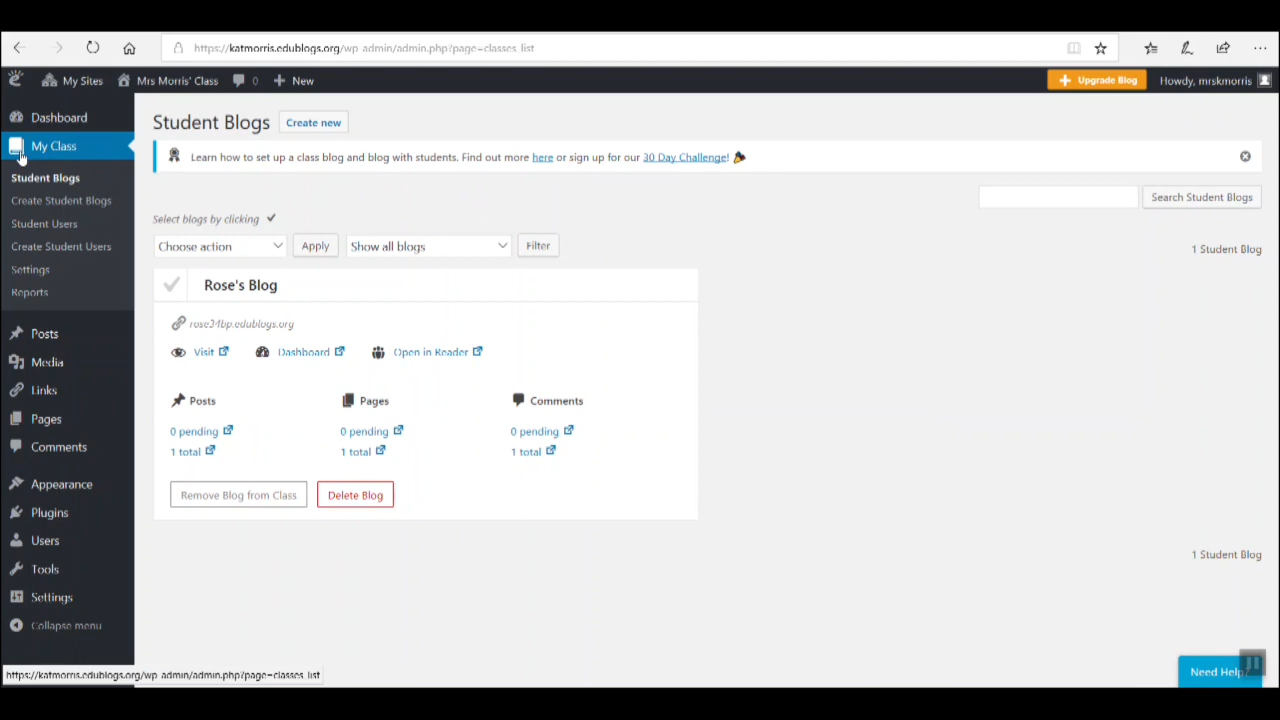 https://katmorris.edublogs.org/wp-admin/admin.php?page=classes_list
My Sites Mrs Morris' Class 0 New Upgrade Blog Howdy, mrskmorris
Dashboard
My Class
Student Blogs
Create Student Blogs
Student Users
Create Student Users
Settings
Reports
Posts
Media
Links
Pages
Comments
Appearance
Plugins
Users
Tools
Settings
Collapse menu
Student Blogs Create new
Learn how to set up a class blog and blog with students. Find out more here or sign up for our 30 Day Challenge!
Search Student Blogs
Select blogs by clicking
Choose action Apply Show all blogs Filter
1 Student Blog
Rose's Blog
rose34bp.edublogs.org
Visit Dashboard Open in Reader
Posts Pages Comments
0 pending 0 pending 0 pending
1 total 1 total 1 total
Remove Blog from Class Delete Blog
1 Student Blog
https://katmorris.edublogs.org/wp-admin/admin.php?page=classes_list
Need Help?